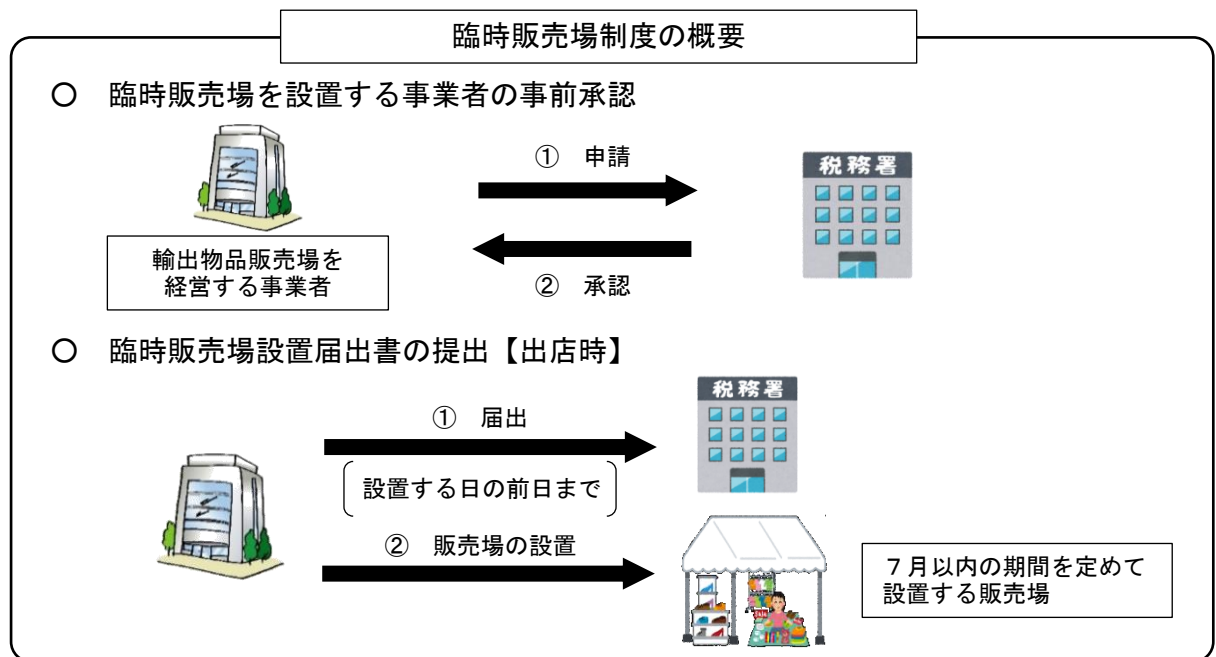 臨時販売場制度の概要
○ 臨時販売場を設置する事業者の事前承認
① 申請
税務署
輸出物品販売場を
経営する事業者
② 承認
○ 臨時販売場設置届出書の提出【出店時】
税務署
① 届出
設置する日の前日まで
② 販売場の設置
７月以内の期間を定めて
設置する販売場